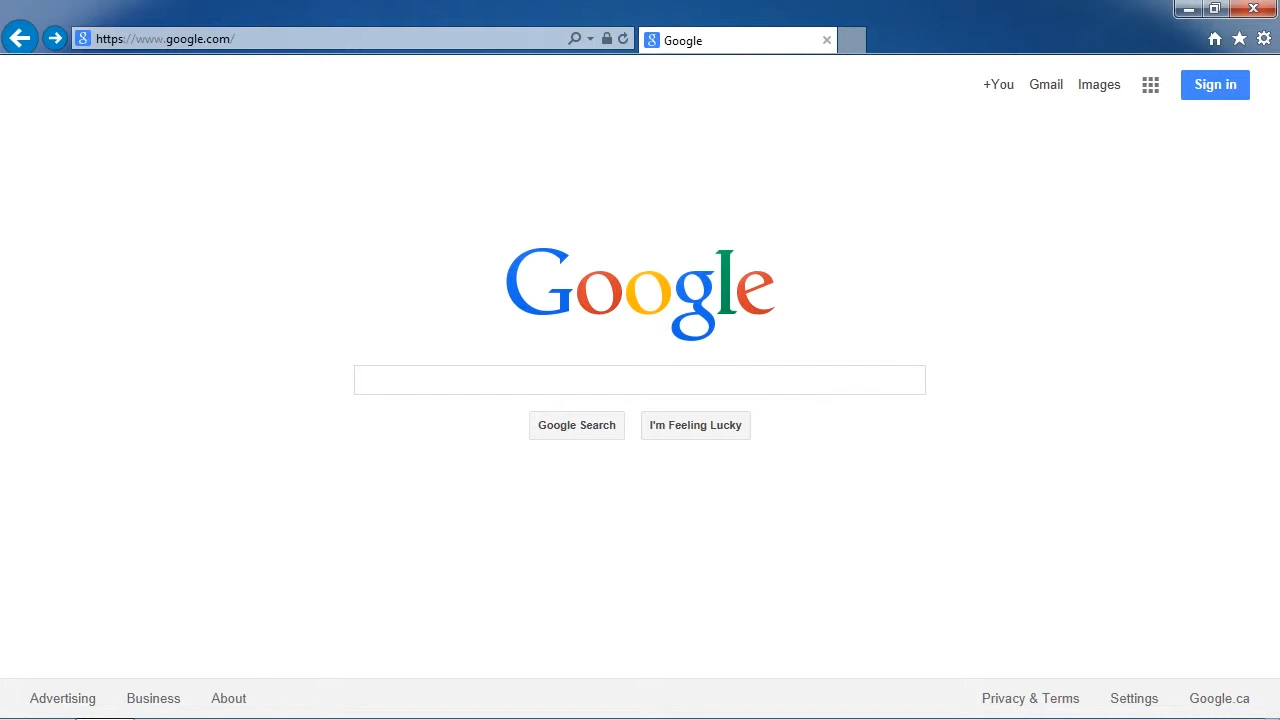 https://www.google.com/
Google
+You Gmail Images Sign in
Google
Google Search I'm Feeling Lucky
Advertising Business About Privacy & Terms Settings Google.ca